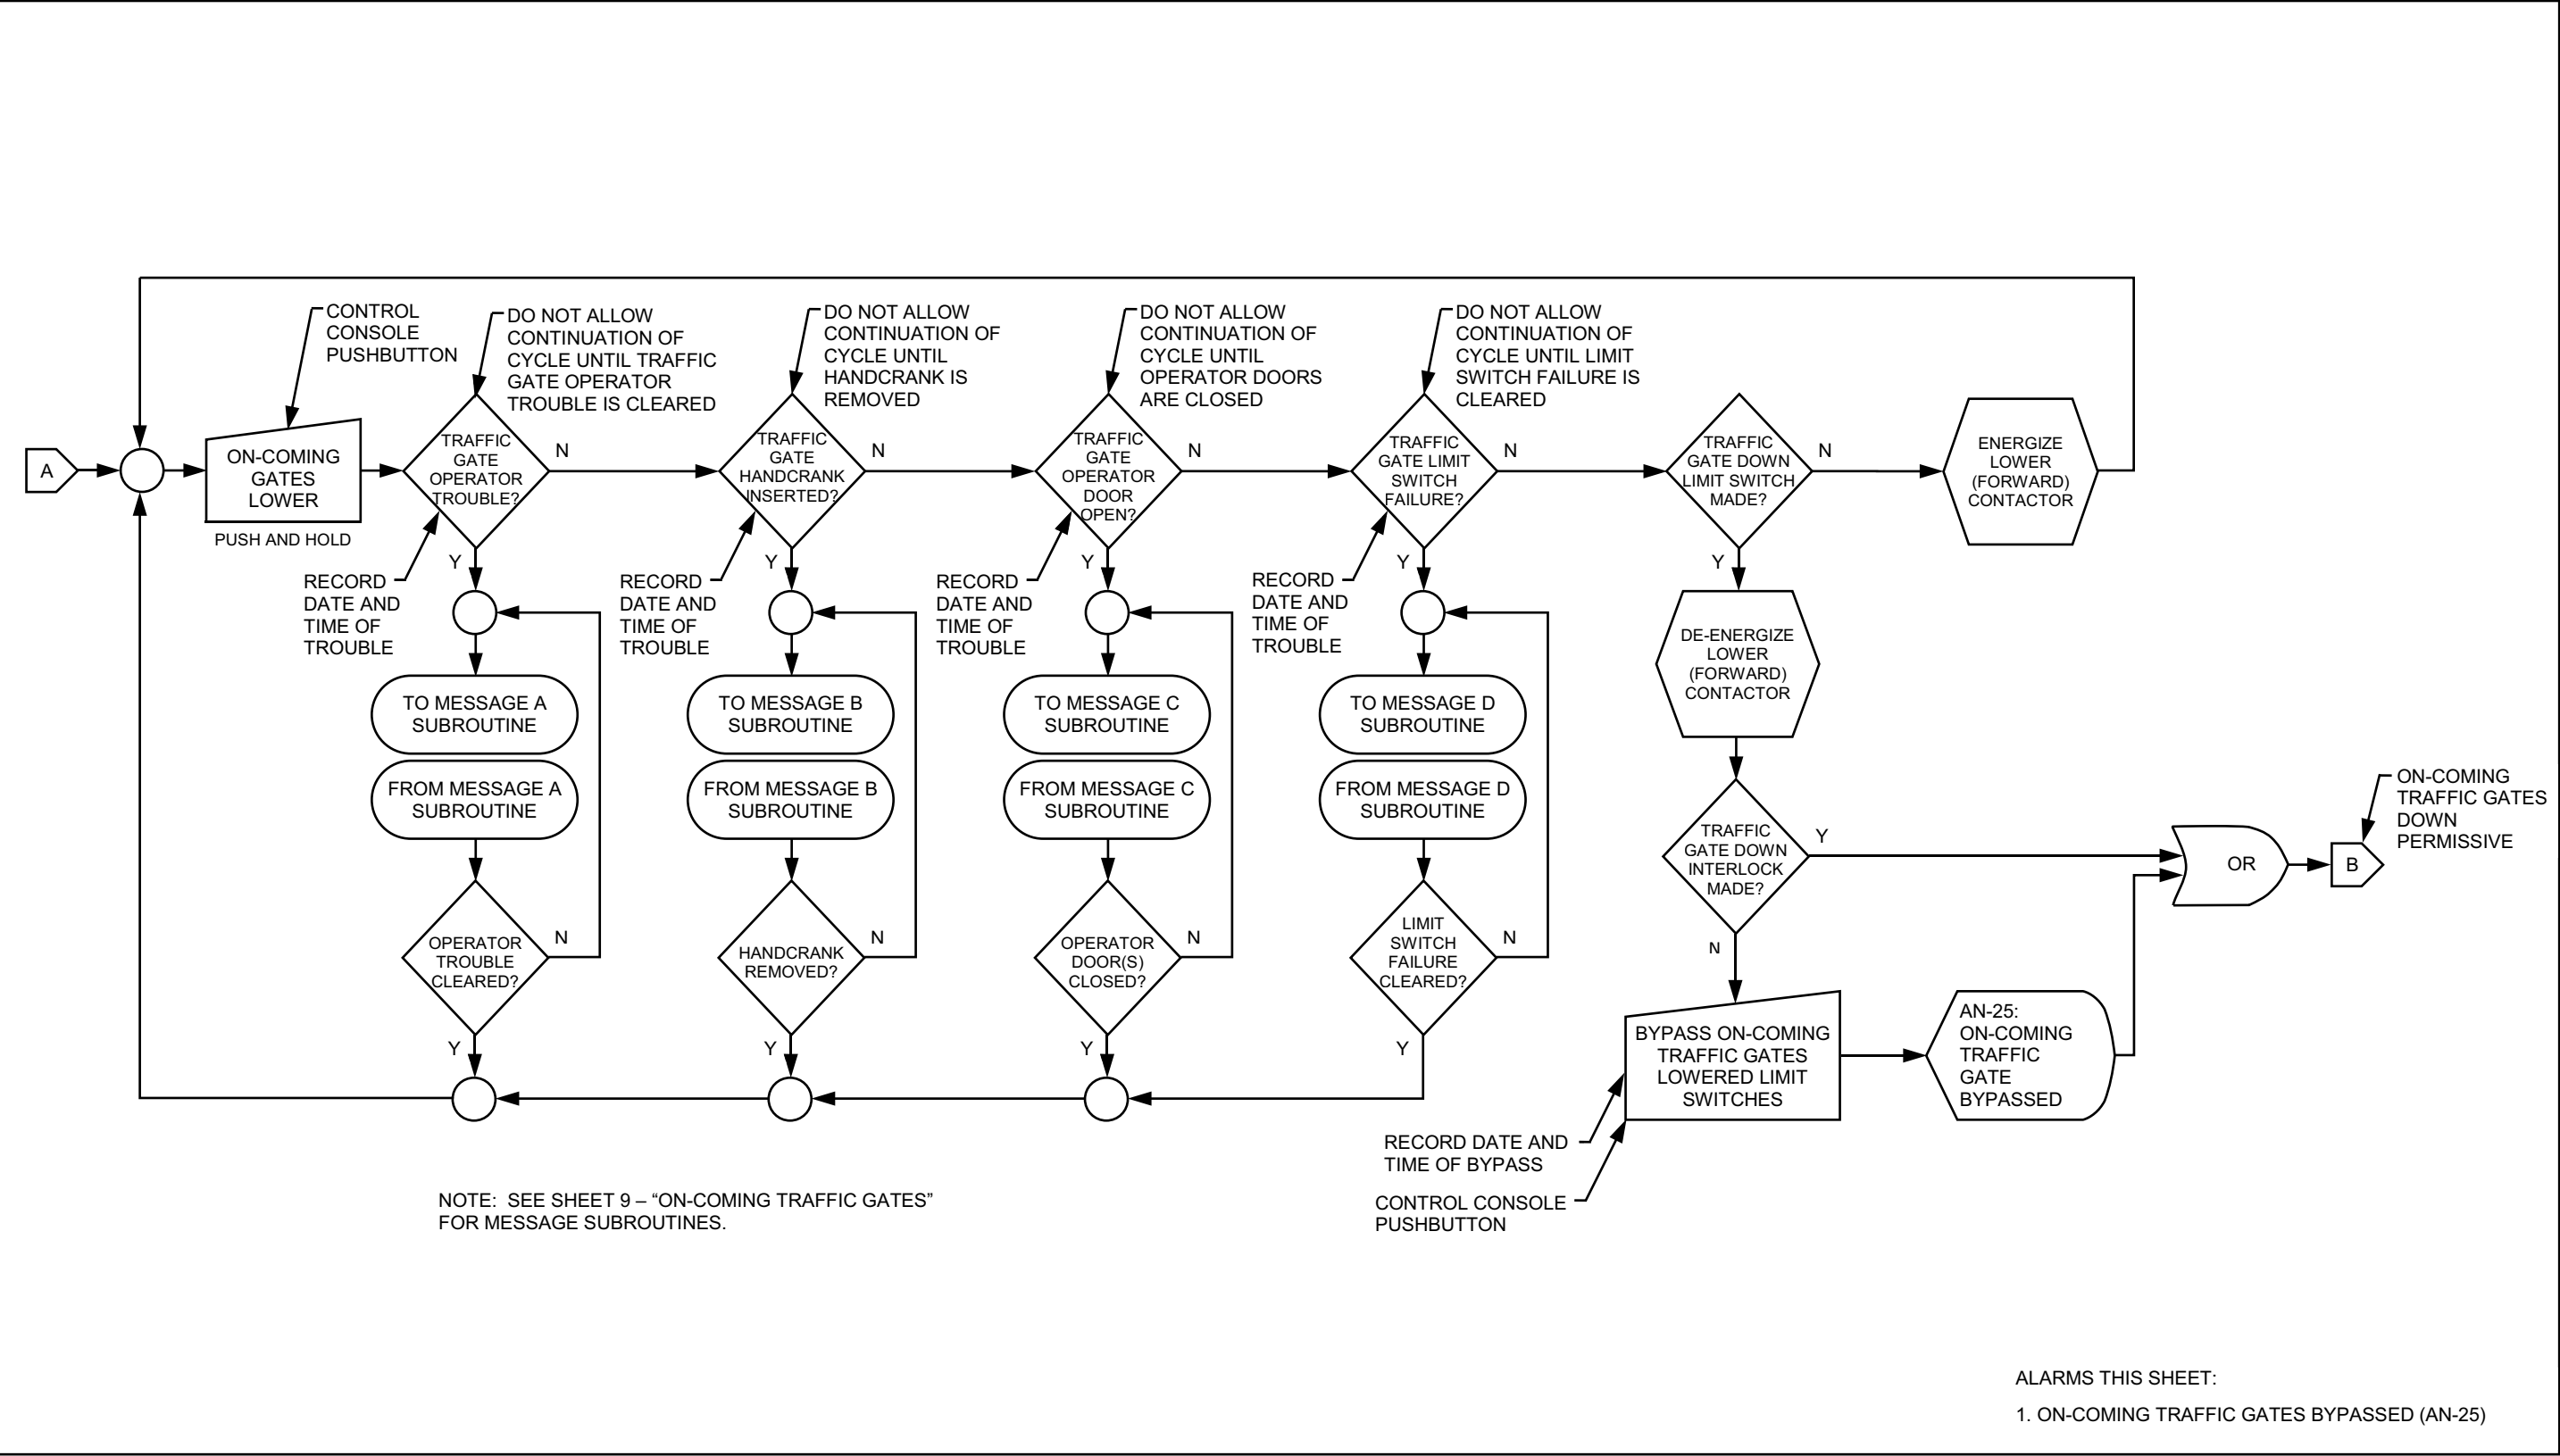 CONTROL
CONSOLE
PUSHBUTTON
DO NOT ALLOW
CONTINUATION OF
CYCLE UNTIL TRAFFIC
GATE OPERATOR
TROUBLE IS CLEARED
DO NOT ALLOW
CONTINUATION OF
CYCLE UNTIL
HANDCRANK IS
REMOVED
DO NOT ALLOW
CONTINUATION OF
CYCLE UNTIL
OPERATOR DOORS
ARE CLOSED
DO NOT ALLOW
CONTINUATION OF
CYCLE UNTIL LIMIT
SWITCH FAILURE IS
CLEARED
A
ON-COMING
GATES
LOWER
PUSH AND HOLD
TRAFFIC
GATE
OPERATOR
TROUBLE?
N
Y
TRAFFIC
GATE
HANDCRANK
INSERTED?
N
Y
TRAFFIC
GATE
OPERATOR
DOOR
OPEN?
N
Y
TRAFFIC
GATE LIMIT
SWITCH
FAILURE?
N
Y
TRAFFIC
GATE DOWN
LIMIT SWITCH
MADE?
N
Y
ENERGIZE
LOWER
(FORWARD)
CONTACTOR
RECORD
DATE AND
TIME OF
TROUBLE
RECORD
DATE AND
TIME OF
TROUBLE
RECORD
DATE AND
TIME OF
TROUBLE
RECORD
DATE AND
TIME OF
TROUBLE
DE-ENERGIZE
LOWER
(FORWARD)
CONTACTOR
TO MESSAGE A
SUBROUTINE
TO MESSAGE B
SUBROUTINE
TO MESSAGE C
SUBROUTINE
TO MESSAGE D
SUBROUTINE
FROM MESSAGE A
SUBROUTINE
FROM MESSAGE B
SUBROUTINE
FROM MESSAGE C
SUBROUTINE
FROM MESSAGE D
SUBROUTINE
TRAFFIC
GATE DOWN
INTERLOCK
MADE?
Y
N
OR
B
ON-COMING
TRAFFIC GATES
DOWN
PERMISSIVE
OPERATOR
TROUBLE
CLEARED?
N
Y
HANDCRANK
REMOVED?
N
Y
OPERATOR
DOOR(S)
CLOSED?
N
Y
LIMIT
SWITCH
FAILURE
CLEARED?
N
Y
BYPASS ON-COMING
TRAFFIC GATES
LOWERED LIMIT
SWITCHES
AN-25:
ON-COMING
TRAFFIC
GATE
BYPASSED
RECORD DATE AND
TIME OF BYPASS
CONTROL CONSOLE
PUSHBUTTON
NOTE: SEE SHEET 9 – “ON-COMING TRAFFIC GATES”
FOR MESSAGE SUBROUTINES.
ALARMS THIS SHEET:
1. ON-COMING TRAFFIC GATES BYPASSED (AN-25)